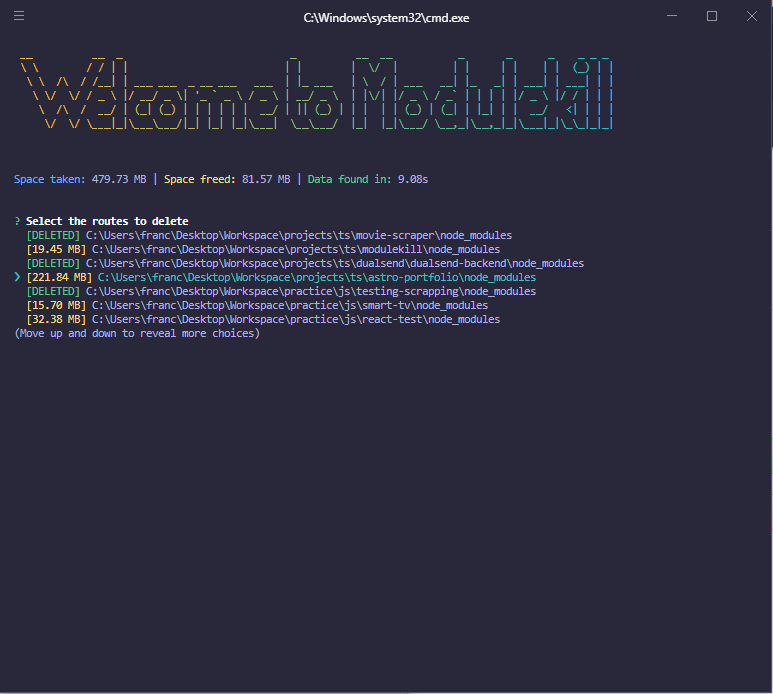 C:\Windows\system32\cmd.exe
Welcome to Modulekill
Space taken: 479.73 MB | Space freed: 81.57 MB | Data found in: 9.08s
? Select the routes to delete
[DELETED] C:\Users\franc\Desktop\Workspace\projects\ts\movie-scraper\node_modules
[19.45 MB] C:\Users\franc\Desktop\Workspace\projects\ts\modulekill\node_modules
[DELETED] C:\Users\franc\Desktop\Workspace\projects\ts\dualsend\dualsend-backend\node_modules
❯ [221.84 MB] C:\Users\franc\Desktop\Workspace\projects\ts\astro-portfolio\node_modules
[DELETED] C:\Users\franc\Desktop\Workspace\practice\js\testing-scrapping\node_modules
[15.70 MB] C:\Users\franc\Desktop\Workspace\practice\js\smart-tv\node_modules
[32.38 MB] C:\Users\franc\Desktop\Workspace\practice\js\react-test\node_modules
(Move up and down to reveal more choices)